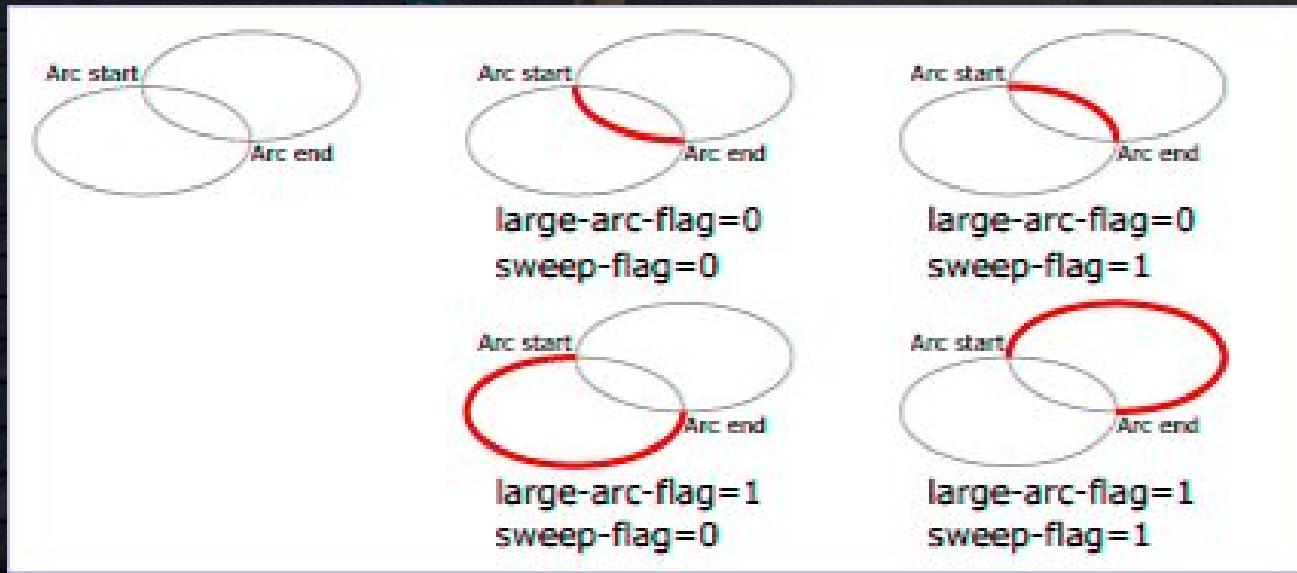 Arc start
Arc end
Arc start
Arc end
large-arc-flag=0
sweep-flag=0
Arc start
Arc end
large-arc-flag=0
sweep-flag=1
Arc start
Arc end
large-arc-flag=1
sweep-flag=0
Arc start
Arc end
large-arc-flag=1
sweep-flag=1